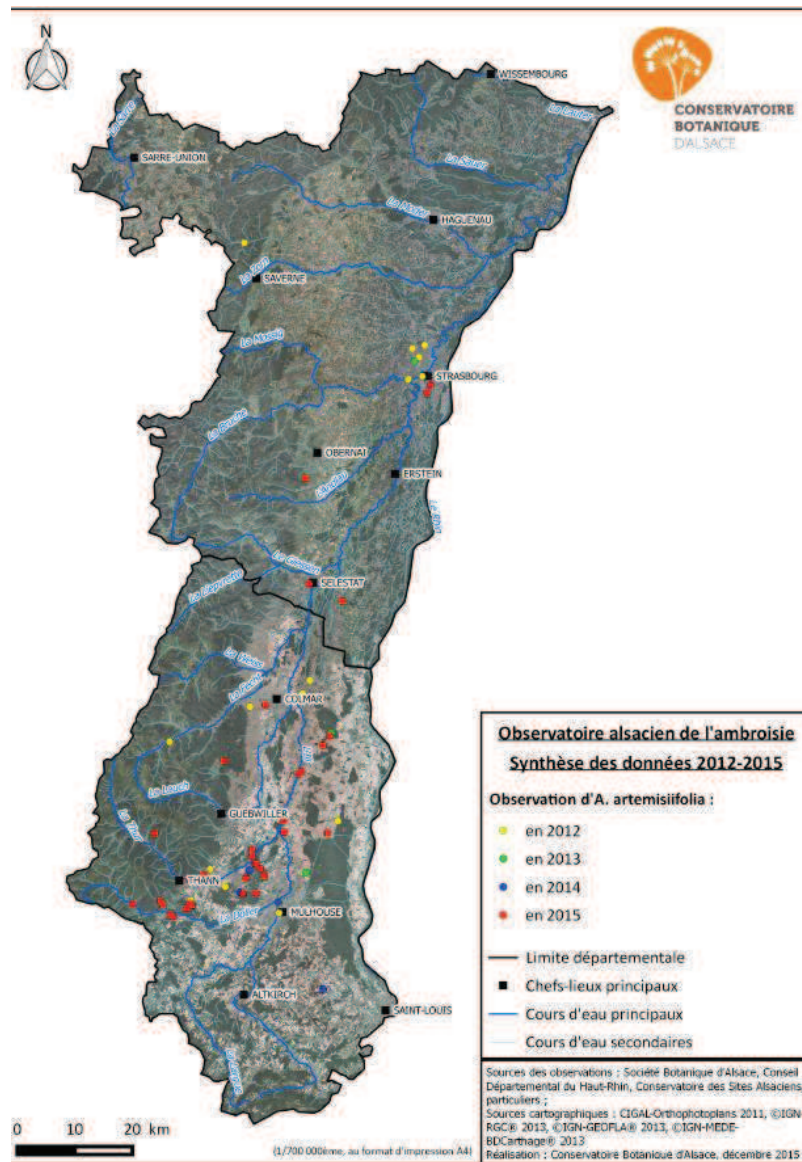 N
CONSERVATOIRE
BOTANIQUE
D'ALSACE
WISSEMBOURG
La Lauter
La Sarre
SARRE-UNION
La Sauer
La Moder
HAGUENAU
La Zorn
SAVERNE
La Mossig
STRASBOURG
La Bruche
OBERNAI
L'Andlau
ERSTEIN
Le Rhin
Le Giessen
SELESTAT
La Liepvrette
La Weiss
La Fecht
COLMAR
L'Ill
La Lauch
GUEBWILLER
La Thur
THANN
La Doller
MULHOUSE
ALTKIRCH
SAINT-LOUIS
La Largue
Observatoire alsacien de l'ambroisie
Synthèse des données 2012-2015
Observation d'A. artemisiifolia :
en 2012
en 2013
en 2014
en 2015
Limite départementale
Chefs-lieux principaux
Cours d'eau principaux
Cours d'eau secondaires
Sources des observations : Société Botanique d'Alsace, Conseil
Départemental du Haut-Rhin, Conservatoire des Sites Alsaciens,
particuliers ;
Sources cartographiques : CIGAL-Orthophotoplans 2011, ©IGN-
RGC® 2013, ©IGN-GEOFLA® 2013, ©IGN-MEDE-
BDCarthage® 2013
Réalisation : Conservatoire Botanique d'Alsace, décembre 2015
0 10 20 km
(1/700 000ème, au format d'impression A4)